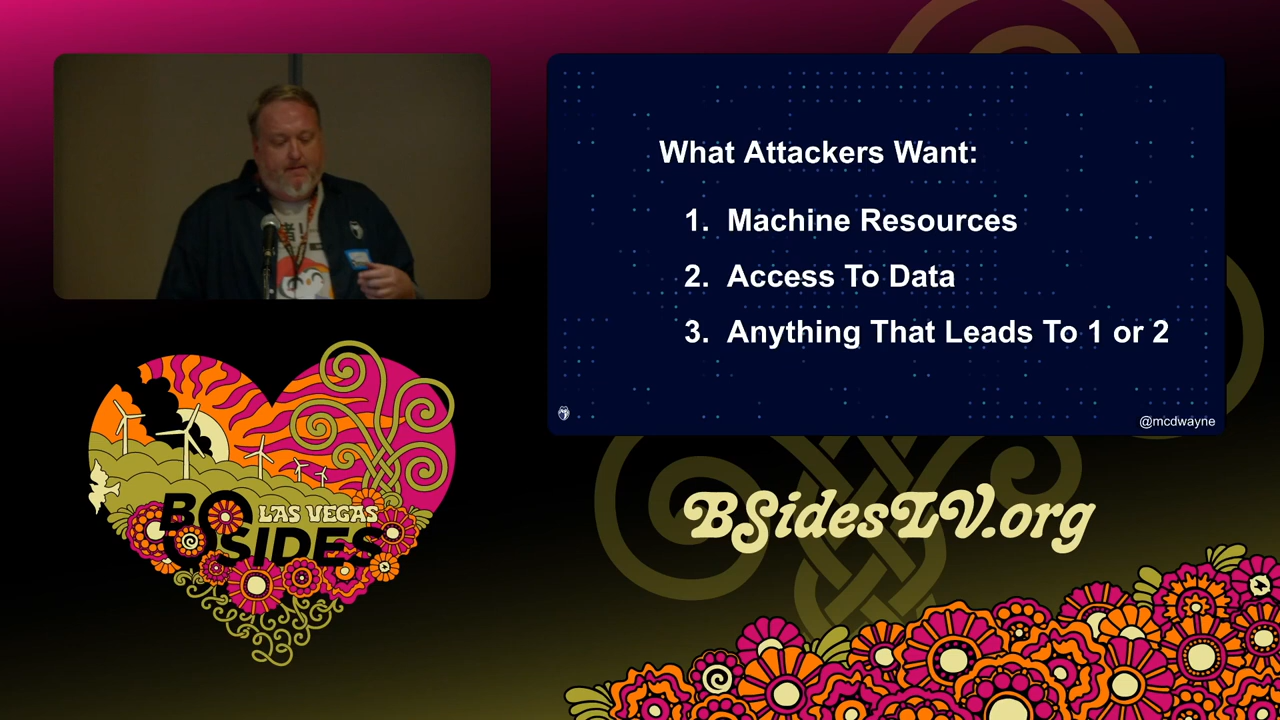 What Attackers Want:
1. Machine Resources
2. Access To Data
3. Anything That Leads To 1 or 2
@mcdwayne
LAS VEGAS
BSIDES
BSidesLV.org
23